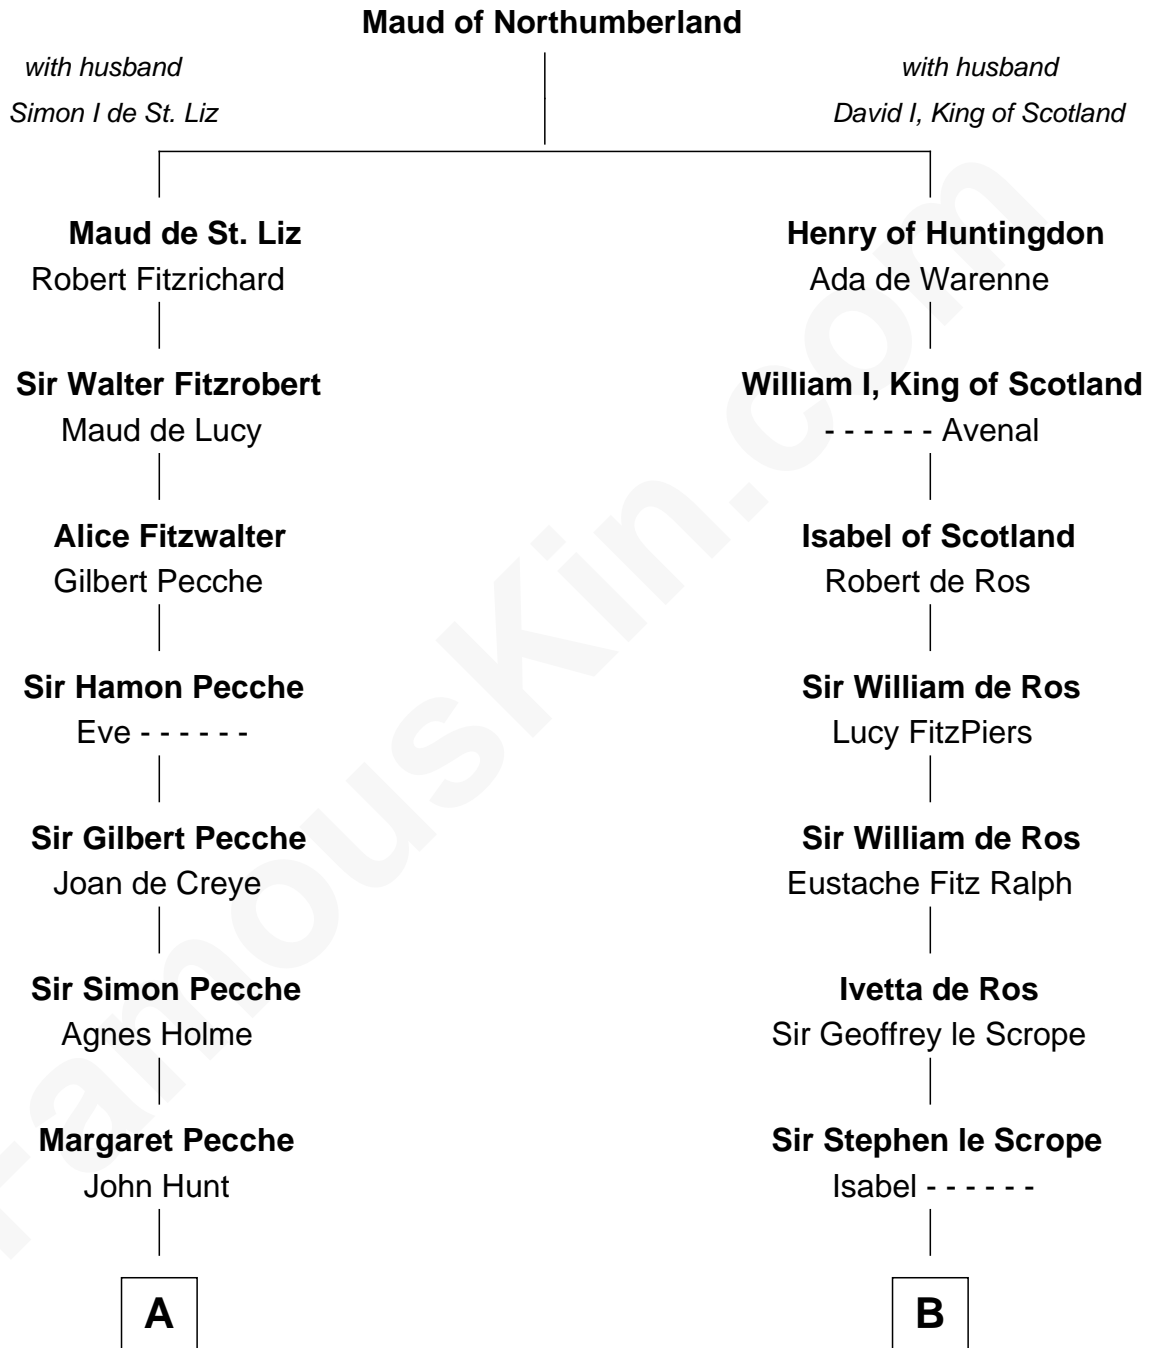 Maud of Northumberland
with husband
Simon I de St. Liz
with husband
David I, King of Scotland
Maud de St. Liz
Robert Fitzrichard
Henry of Huntingdon
Ada de Warenne
Sir Walter Fitzrobert
Maud de Lucy
William I, King of Scotland
- - - - - - Avenal
Alice Fitzwalter
Gilbert Pecche
Isabel of Scotland
Robert de Ros
Sir Hamon Pecche
Eve - - - - - -
Sir William de Ros
Lucy FitzPiers
Sir Gilbert Pecche
Joan de Creye
Sir William de Ros
Eustache Fitz Ralph
Sir Simon Pecche
Agnes Holme
Ivetta de Ros
Sir Geoffrey le Scrope
Margaret Pecche
John Hunt
Sir Stephen le Scrope
Isabel - - - - - -
A
B
FamousKin.com